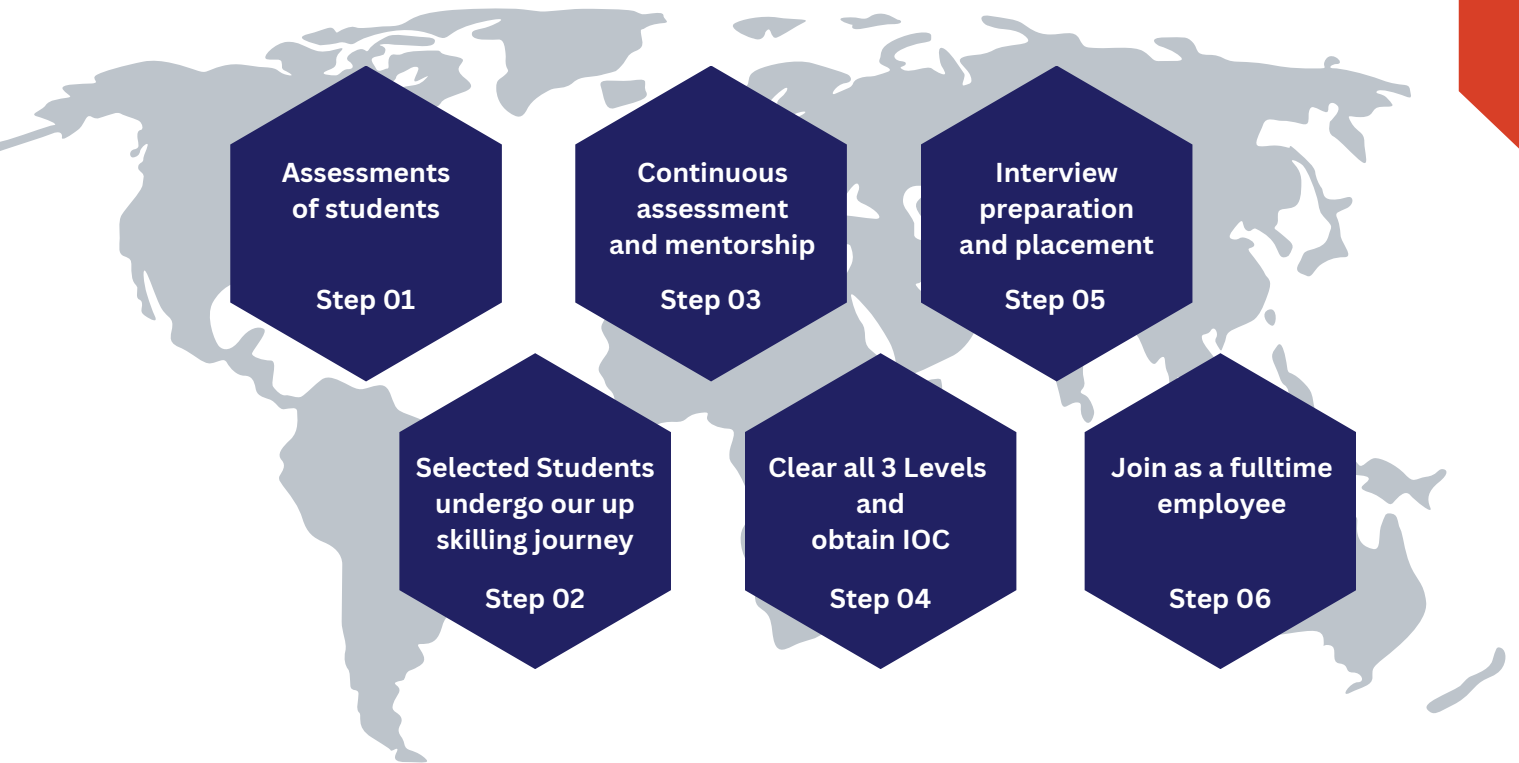 Assessments
of students
Step 01
Selected Students
undergo our up
skilling journey
Step 02
Continuous
assessment
and mentorship
Step 03
Clear all 3 Levels
and
obtain IOC
Step 04
Interview
preparation
and placement
Step 05
Join as a fulltime
employee
Step 06